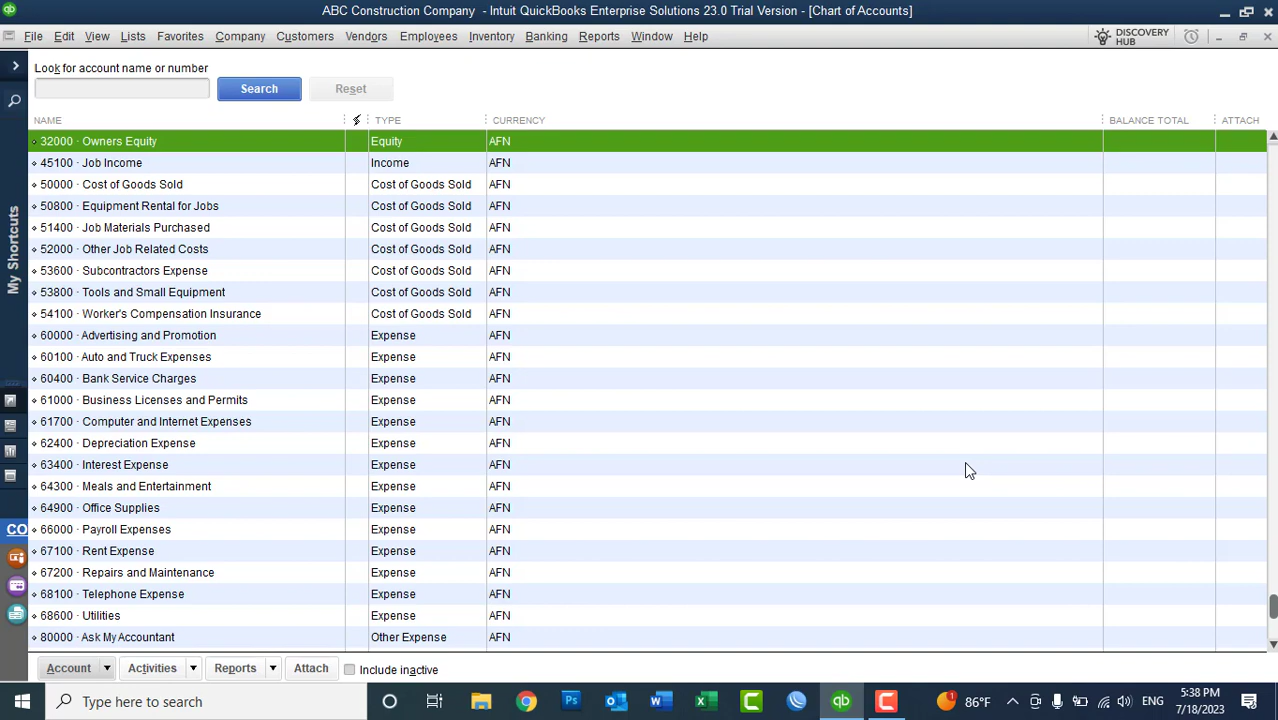 ABC Construction Company - Intuit QuickBooks Enterprise Solutions 23.0 Trial Version - [Chart of Accounts]
File Edit View Lists Favorites Company Customers Vendors Employees Inventory Banking Reports Window Help DISCOVERY HUB
Look for account name or number
Search Reset
NAME TYPE CURRENCY BALANCE TOTAL ATTACH
32000 · Owners Equity Equity AFN
45100 · Job Income Income AFN
50000 · Cost of Goods Sold Cost of Goods Sold AFN
50800 · Equipment Rental for Jobs Cost of Goods Sold AFN
51400 · Job Materials Purchased Cost of Goods Sold AFN
52000 · Other Job Related Costs Cost of Goods Sold AFN
53600 · Subcontractors Expense Cost of Goods Sold AFN
53800 · Tools and Small Equipment Cost of Goods Sold AFN
54100 · Worker's Compensation Insurance Cost of Goods Sold AFN
60000 · Advertising and Promotion Expense AFN
60100 · Auto and Truck Expenses Expense AFN
60400 · Bank Service Charges Expense AFN
61000 · Business Licenses and Permits Expense AFN
61700 · Computer and Internet Expenses Expense AFN
62400 · Depreciation Expense Expense AFN
63400 · Interest Expense Expense AFN
64300 · Meals and Entertainment Expense AFN
64900 · Office Supplies Expense AFN
66000 · Payroll Expenses Expense AFN
67100 · Rent Expense Expense AFN
67200 · Repairs and Maintenance Expense AFN
68100 · Telephone Expense Expense AFN
68600 · Utilities Expense AFN
80000 · Ask My Accountant Other Expense AFN
My Shortcuts
CO
Account Activities Reports Attach Include inactive
Type here to search
86°F ENG 5:38 PM
7/18/2023